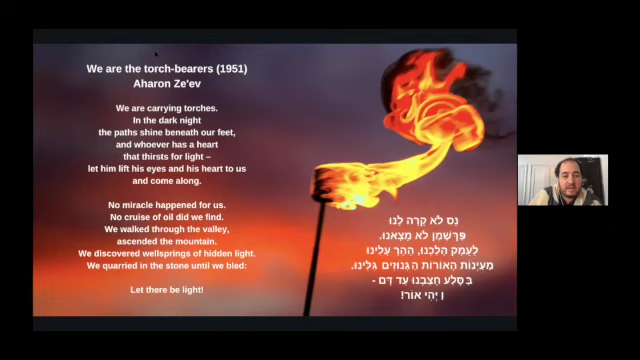 We are the torch-bearers (1951)
Aharon Ze'ev
We are carrying torches.
In the dark night
the paths shine beneath our feet,
and whoever has a heart
that thirsts for light –
let him lift his eyes and his heart to us
and come along.
No miracle happened for us.
No cruise of oil did we find.
We walked through the valley,
ascended the mountain.
We discovered wellsprings of hidden light.
We quarried in the stone until we bled:
Let there be light!
נֵס לֹא קָרָה לָנוּ
פַּךְ שֶׁמֶן לֹא מָצָאנוּ.
לָעֵמֶק הָלַכְנוּ, הָהָרָה עָלִינוּ
מַעַיְנוֹת הָאוֹרוֹת הַגְּנוּזִים גִּלִּינוּ.
בַּסֶּלַע חָצַבְנוּ עַד דָּם -
וַיְהִי אוֹר!